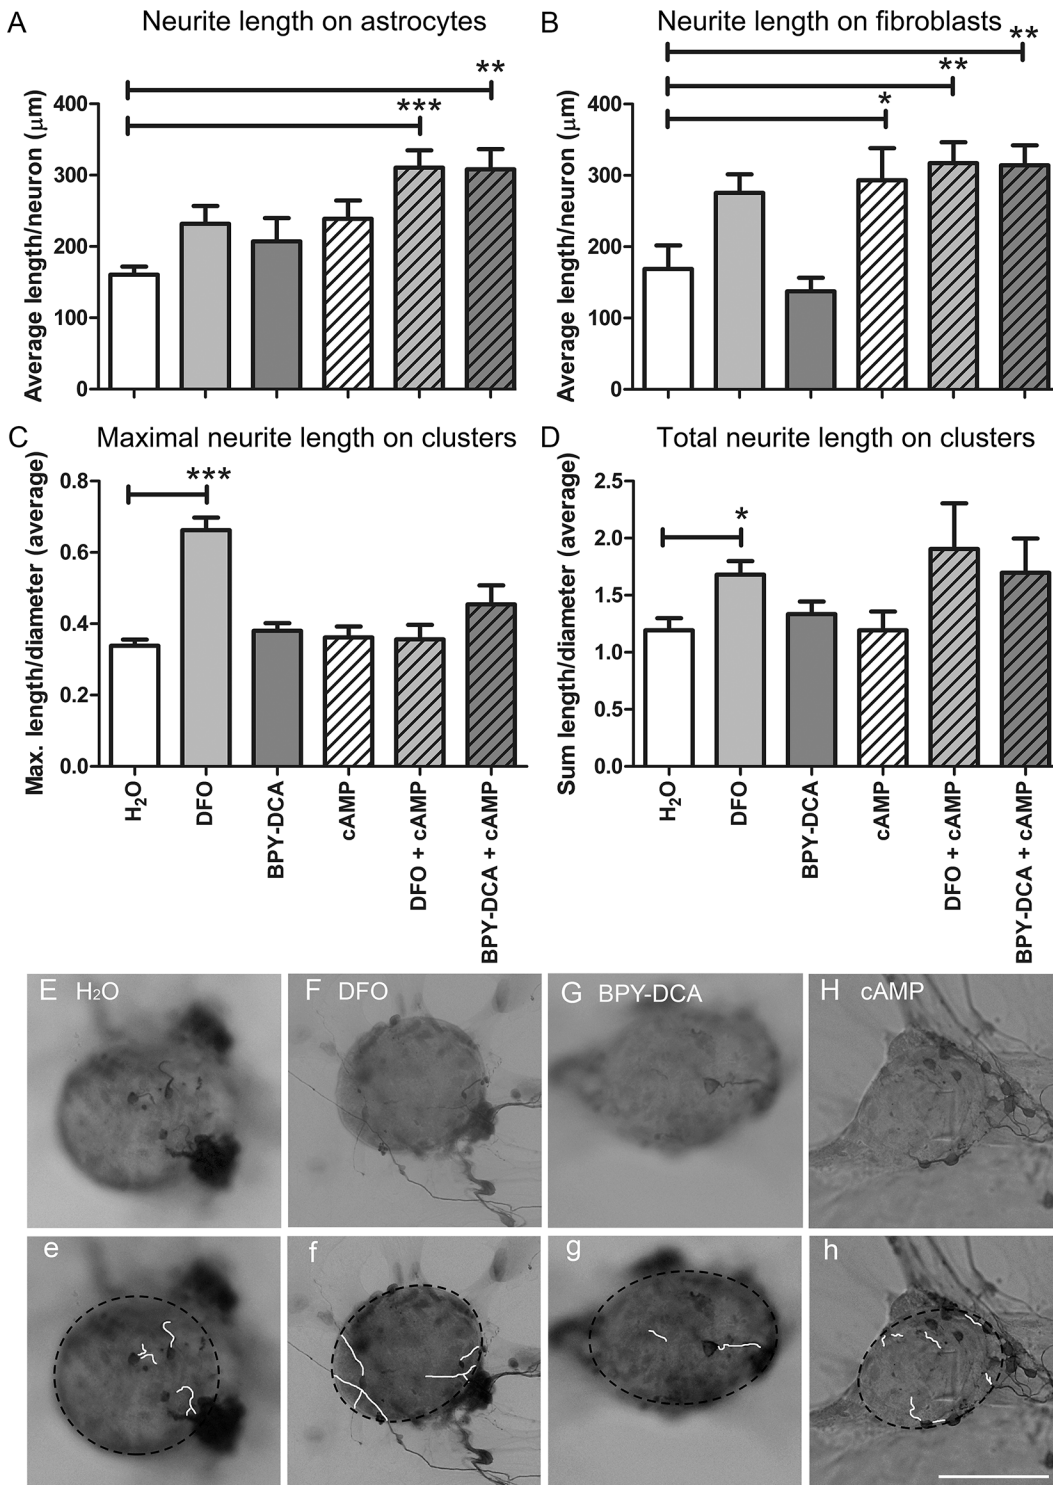 A Neurite length on astrocytes
**
***
Average length/neuron (μm)
400
300
200
100
0
B Neurite length on fibroblasts
**
**
*
Average length/neuron (μm)
400
300
200
100
0
C Maximal neurite length on clusters
***
Max. length/diameter (average)
0.8
0.6
0.4
0.2
0.0
H₂O
DFO
BPY-DCA
cAMP
DFO + cAMP
BPY-DCA + cAMP
D Total neurite length on clusters
*
Sum length/diameter (average)
2.5
2.0
1.5
1.0
0.5
0.0
H₂O
DFO
BPY-DCA
cAMP
DFO + cAMP
BPY-DCA + cAMP
E H₂O
F DFO
G BPY-DCA
H cAMP
e
f
g
h